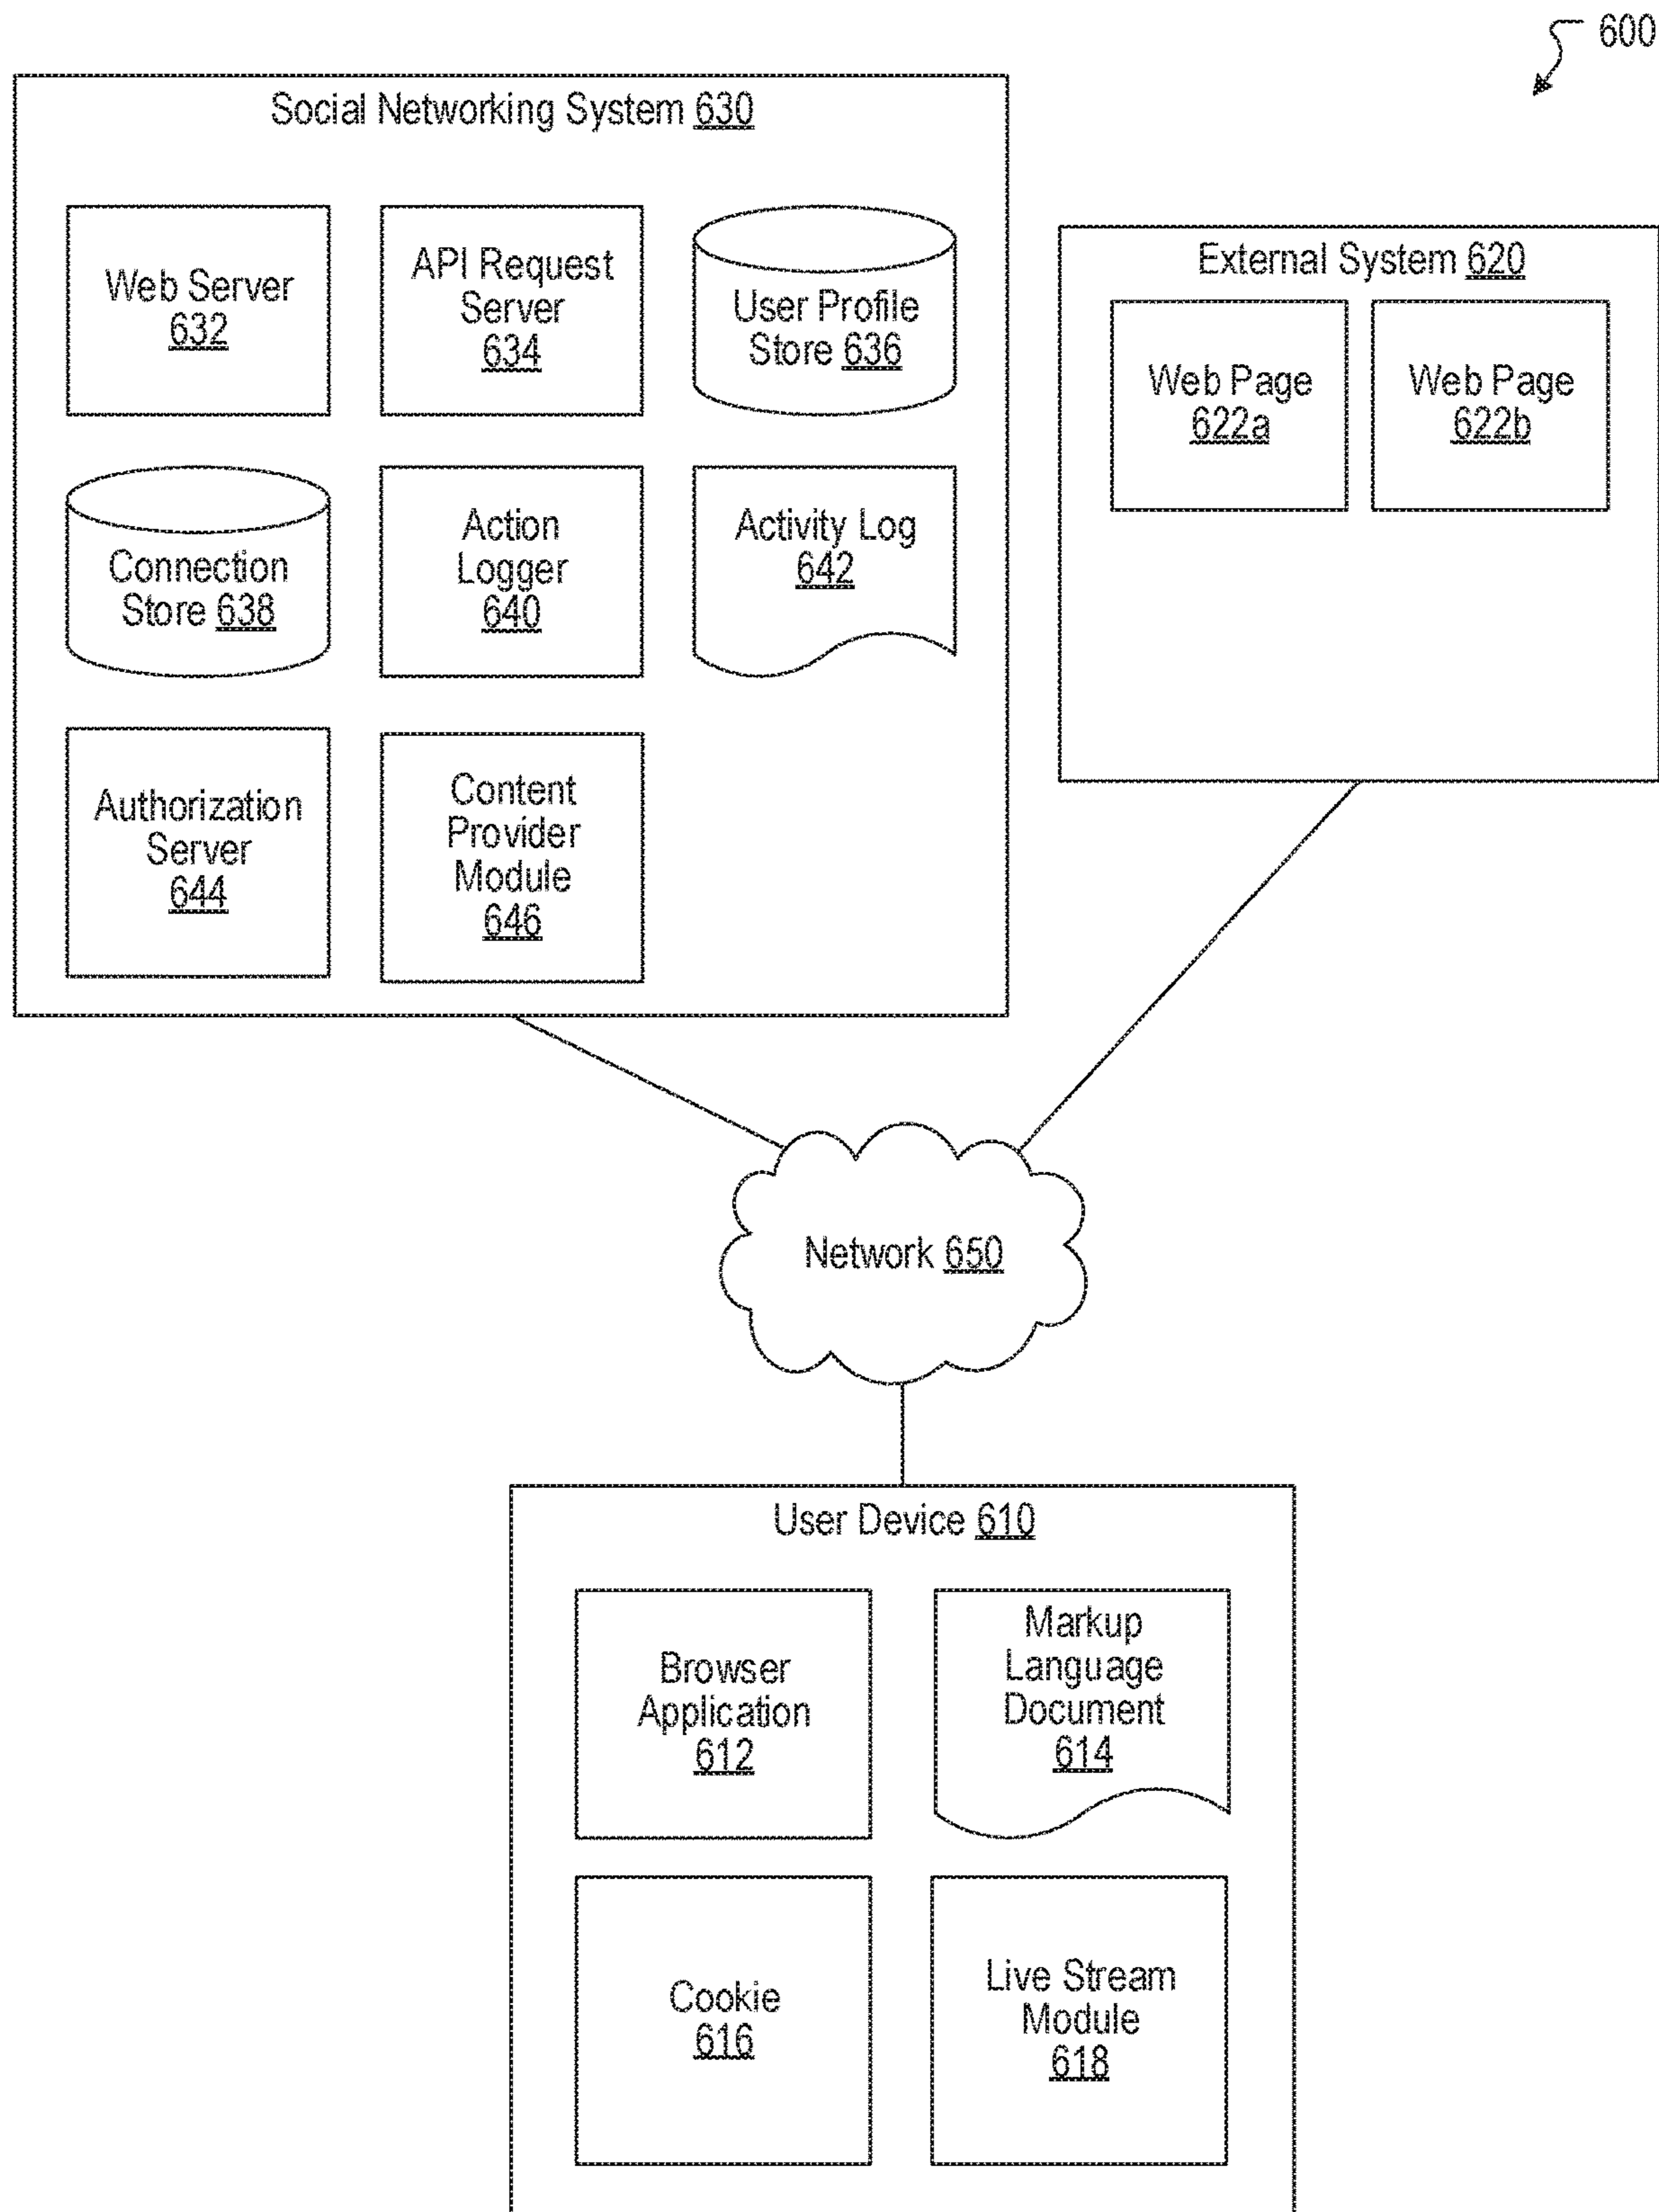 600
Social Networking System 630
Web Server
632
API Request
Server
634
User Profile
Store 636
Connection
Store 638
Action
Logger
640
Activity Log
642
Authorization
Server
644
Content
Provider
Module
646
External System 620
Web Page
622a
Web Page
622b
Network 650
User Device 610
Browser
Application
612
Markup
Language
Document
614
Cookie
616
Live Stream
Module
618